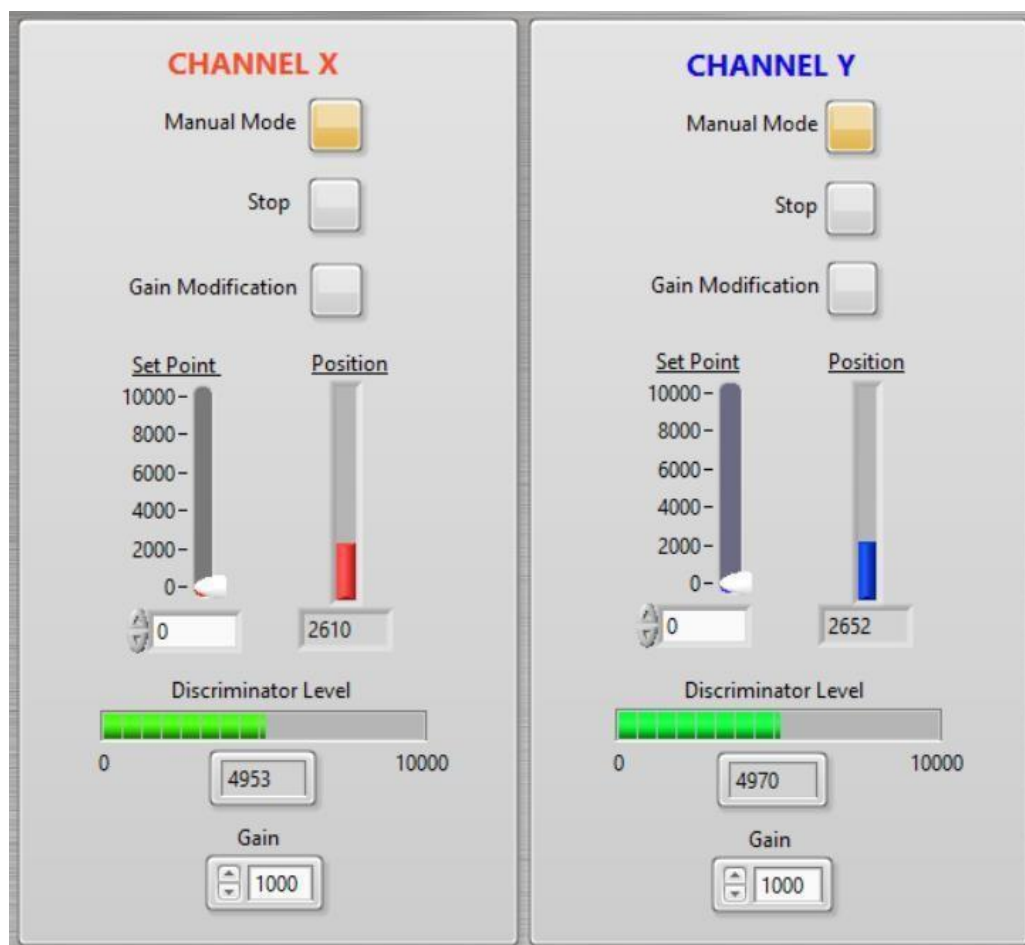 CHANNEL X
Manual Mode
Stop
Gain Modification
Set Point Position
10000
8000
6000
4000
2000
0
0 2610
Discriminator Level
0 10000
4953
Gain
1000
CHANNEL Y
Manual Mode
Stop
Gain Modification
Set Point Position
10000
8000
6000
4000
2000
0
0 2652
Discriminator Level
0 10000
4970
Gain
1000